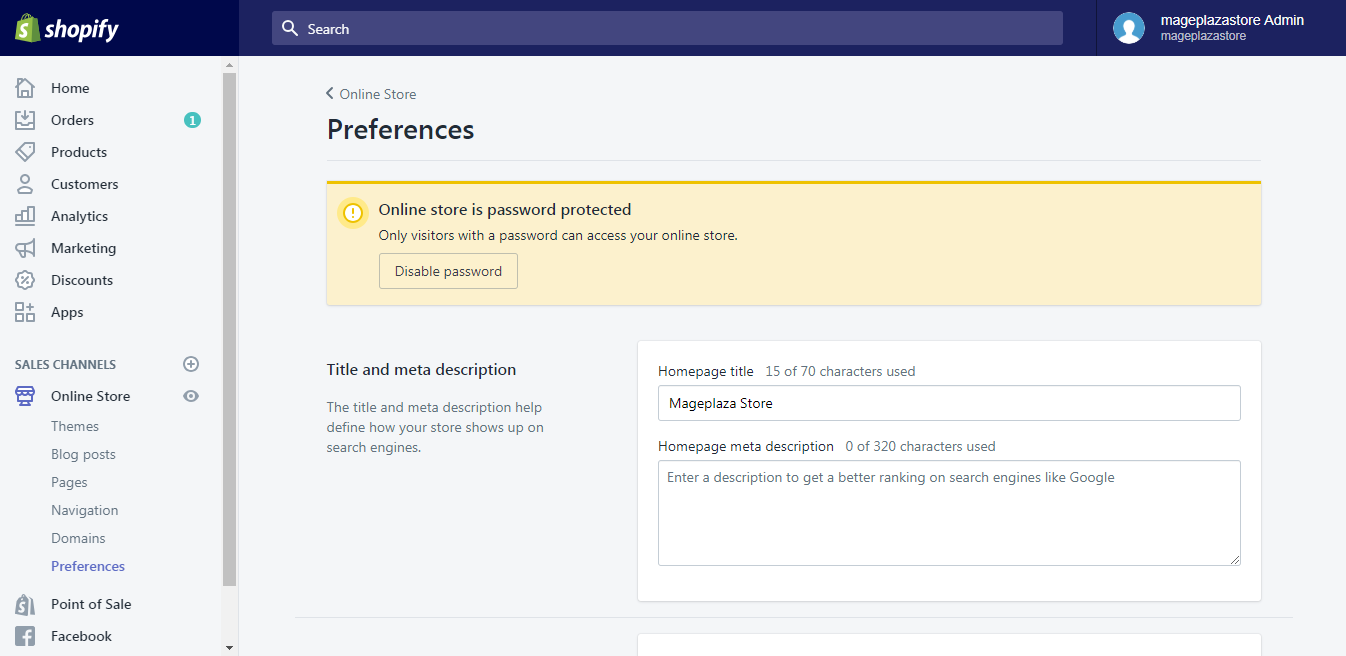 shopify
Search
mageplazastore Admin
mageplazastore
Home
Orders 1
Products
Customers
Analytics
Marketing
Discounts
Apps
SALES CHANNELS
Online Store
Themes
Blog posts
Pages
Navigation
Domains
Preferences
Point of Sale
Facebook
Online Store
Preferences
Online store is password protected
Only visitors with a password can access your online store.
Disable password
Title and meta description
The title and meta description help
define how your store shows up on
search engines.
Homepage title 15 of 70 characters used
Mageplaza Store
Homepage meta description 0 of 320 characters used
Enter a description to get a better ranking on search engines like Google